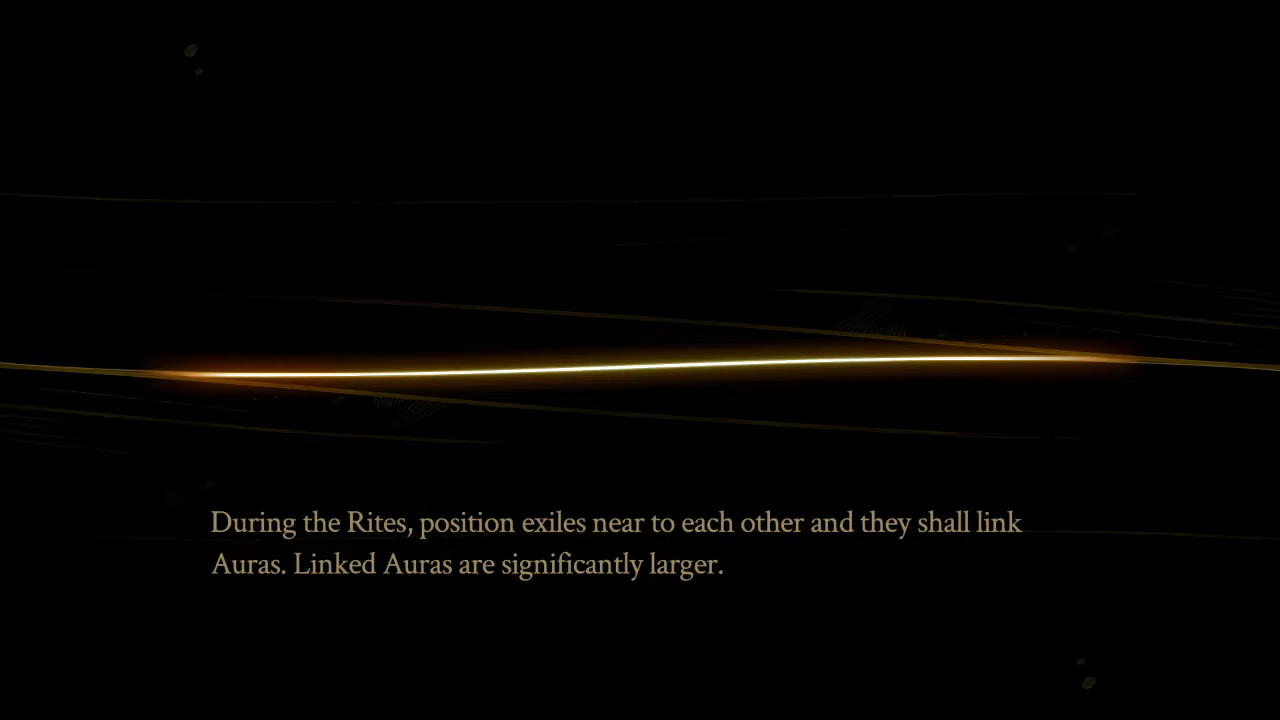 During the Rites, position exiles near to each other and they shall link
Auras. Linked Auras are significantly larger.